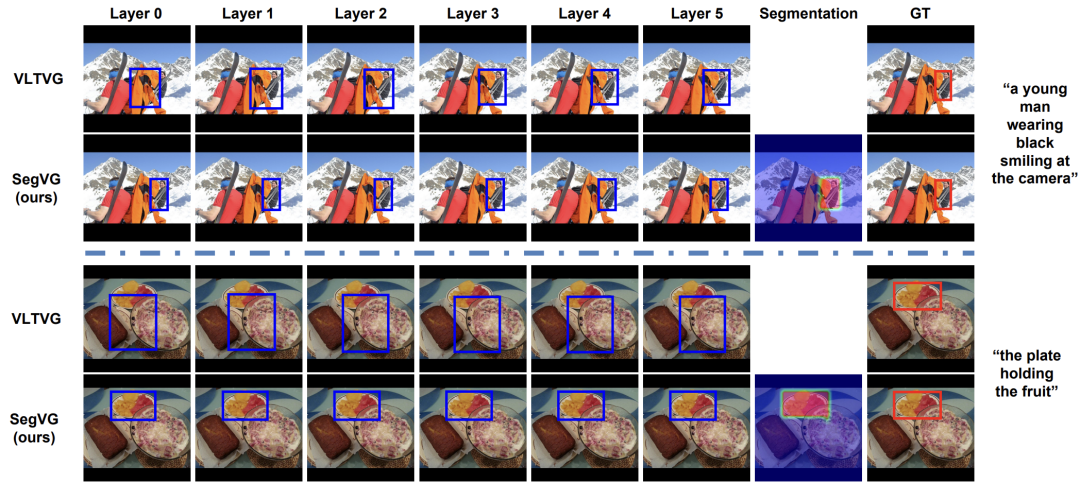 Layer 0 Layer 1 Layer 2 Layer 3 Layer 4 Layer 5 Segmentation GT
VLTVG
SegVG
(ours)
“a young
man
wearing
black
smiling at
the camera”
VLTVG
SegVG
(ours)
“the plate
holding
the fruit”